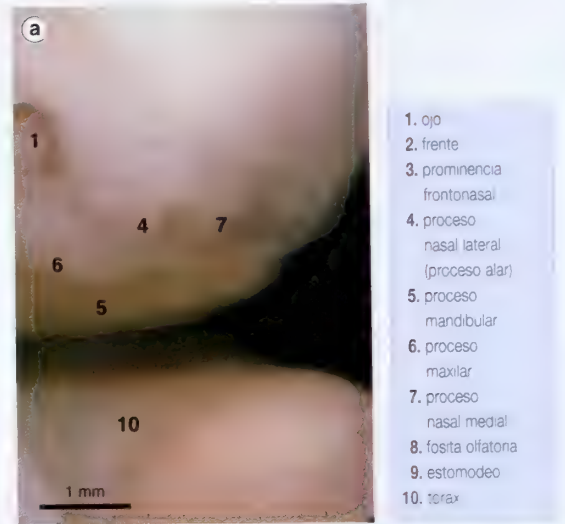 a
1
4
7
6
5
10
1 mm
1. ojo
2. frente
3. prominencia
frontonasal
4. proceso
nasal lateral
(proceso alar)
5. proceso
mandibular
6. proceso
maxilar
7. proceso
nasal medial
8. fosita olfatoria
9. estomodeo
10. tórax